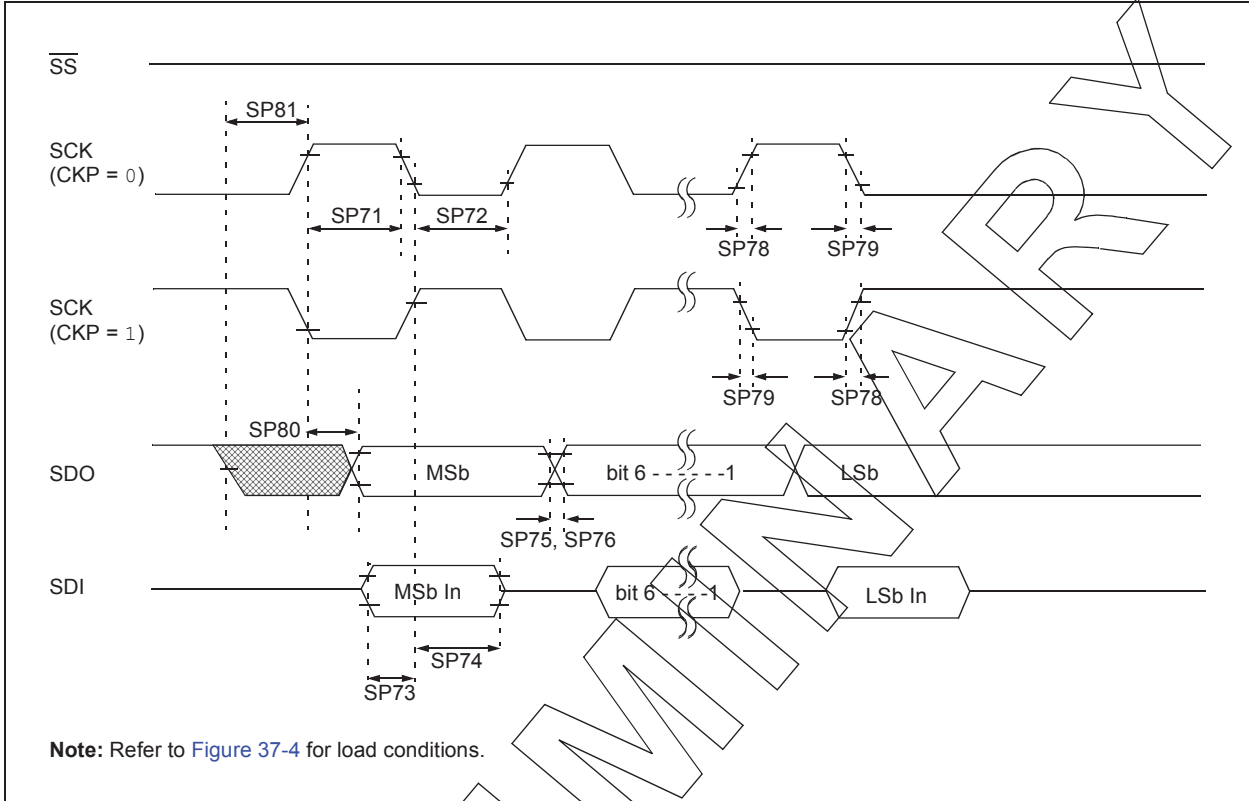 SS
SP81
SCK
(CKP = 0)
SP71 SP72
SP78 SP79
SCK
(CKP = 1)
SP79 SP78
SP80
SDO MSb bit 6 - - - - - -1 LSb
SP75, SP76
SDI MSb In bit 6 - - - - -1 LSb In
SP74
SP73
Note: Refer to Figure 37-4 for load conditions.
MINARY